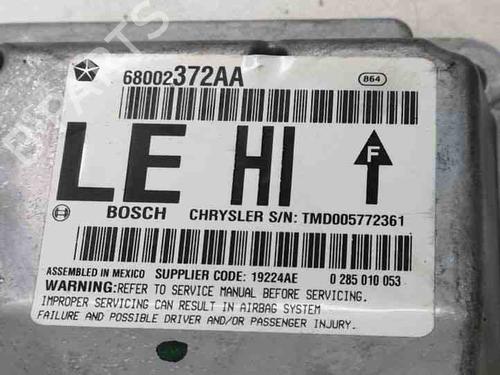 68002372AA
864
LE HI F
BOSCH CHRYSLER S/N: TMD005772361
ASSEMBLED IN MEXICO SUPPLIER CODE: 19224AE 0 285 010 053
WARNING: REFER TO SERVICE MANUAL BEFORE SERVICING.
IMPROPER SERVICING CAN RESULT IN AIRBAG SYSTEM
FAILURE AND POSSIBLE DRIVER AND/OR PASSENGER INJURY.